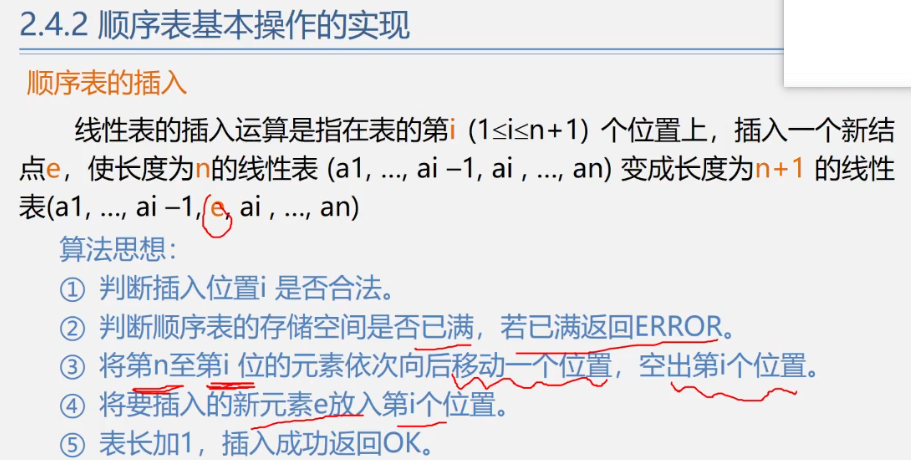 2.4.2 顺序表基本操作的实现
顺序表的插入
线性表的插入运算是指在表的第i (1≤i≤n+1) 个位置上，插入一个新结
点e，使长度为n的线性表 (a1, ..., ai –1, ai , ..., an) 变成长度为n+1 的线性
表(a1, ..., ai –1, e, ai , ..., an)
算法思想：
① 判断插入位置i 是否合法。
② 判断顺序表的存储空间是否已满，若已满返回ERROR。
③ 将第n至第i 位的元素依次向后移动一个位置，空出第i个位置。
④ 将要插入的新元素e放入第i个位置。
⑤ 表长加1，插入成功返回OK。